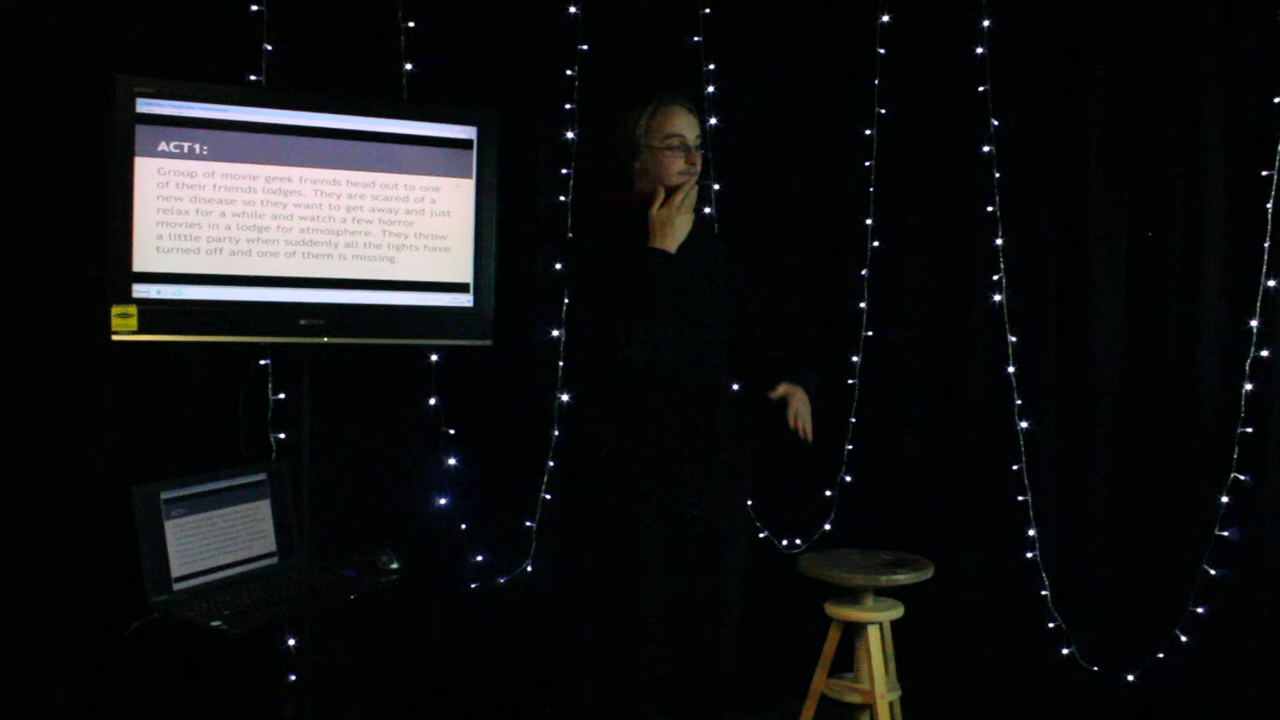 ACT1:
Group of movie geek friends head out to one
of their friends lodges. They are scared of a
new disease so they want to get away and just
relax for a while and watch a few horror
movies in a lodge for atmosphere. They throw
a little party when suddenly all the lights have
turned off and one of them is missing.
SONY